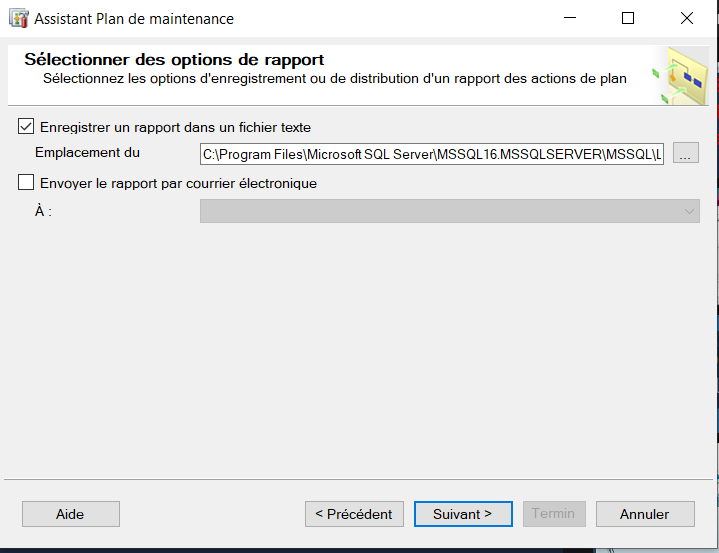 Assistant Plan de maintenance
Sélectionner des options de rapport
Sélectionnez les options d'enregistrement ou de distribution d'un rapport des actions de plan
Enregistrer un rapport dans un fichier texte
Emplacement du
C:\Program Files\Microsoft SQL Server\MSSQL16.MSSQLSERVER\MSSQL\L
...
Envoyer le rapport par courrier électronique
À :
Aide
< Précédent
Suivant >
Termin
Annuler